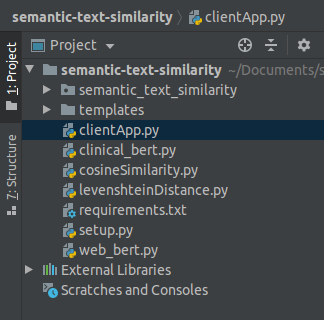 semantic-text-similarity clientApp.py
1: Project
Project
semantic-text-similarity ~/Documents/s
semantic_text_similarity
templates
clientApp.py
clinical_bert.py
cosineSimilarity.py
levenshteinDistance.py
requirements.txt
setup.py
web_bert.py
External Libraries
Scratches and Consoles
7: Structure